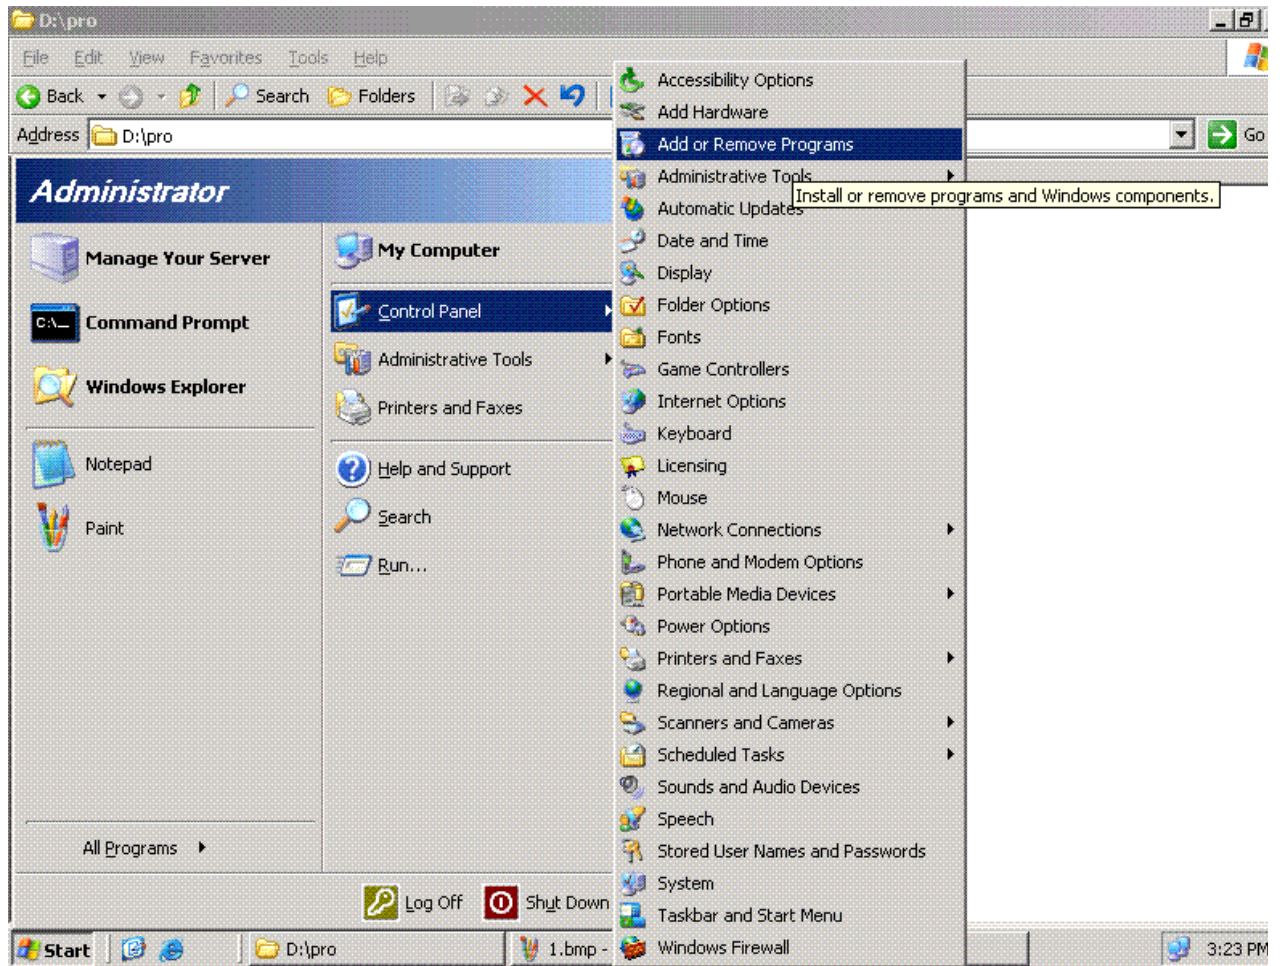 D:\pro
File Edit View Favorites Tools Help
Back Search Folders
Address D:\pro Go
Administrator
Manage Your Server
Command Prompt
Windows Explorer
Notepad
Paint
All Programs
My Computer
Control Panel
Administrative Tools
Printers and Faxes
Help and Support
Search
Run...
Log Off Shut Down
Accessibility Options
Add Hardware
Add or Remove Programs
Administrative Tools
Install or remove programs and Windows components.
Automatic Updates
Date and Time
Display
Folder Options
Fonts
Game Controllers
Internet Options
Keyboard
Licensing
Mouse
Network Connections
Phone and Modem Options
Portable Media Devices
Power Options
Printers and Faxes
Regional and Language Options
Scanners and Cameras
Scheduled Tasks
Sounds and Audio Devices
Speech
Stored User Names and Passwords
System
Taskbar and Start Menu
Windows Firewall
Start D:\pro 1.bmp - 3:23 PM